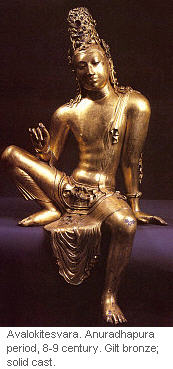 Avalokitesvara. Anuradhapura
period, 8-9 century. Gilt bronze;
solid cast.